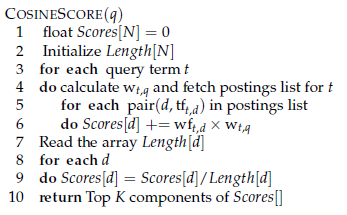 COSINESCORE(q)
1 float Scores[N] = 0
2 Initialize Length[N]
3 for each query term t
4 do calculate w_{t,q} and fetch postings list for t
5 for each pair(d, tf_{t,d}) in postings list
6 do Scores[d] += wf_{t,d} × w_{t,q}
7 Read the array Length[d]
8 for each d
9 do Scores[d] = Scores[d]/Length[d]
10 return Top K components of Scores[]